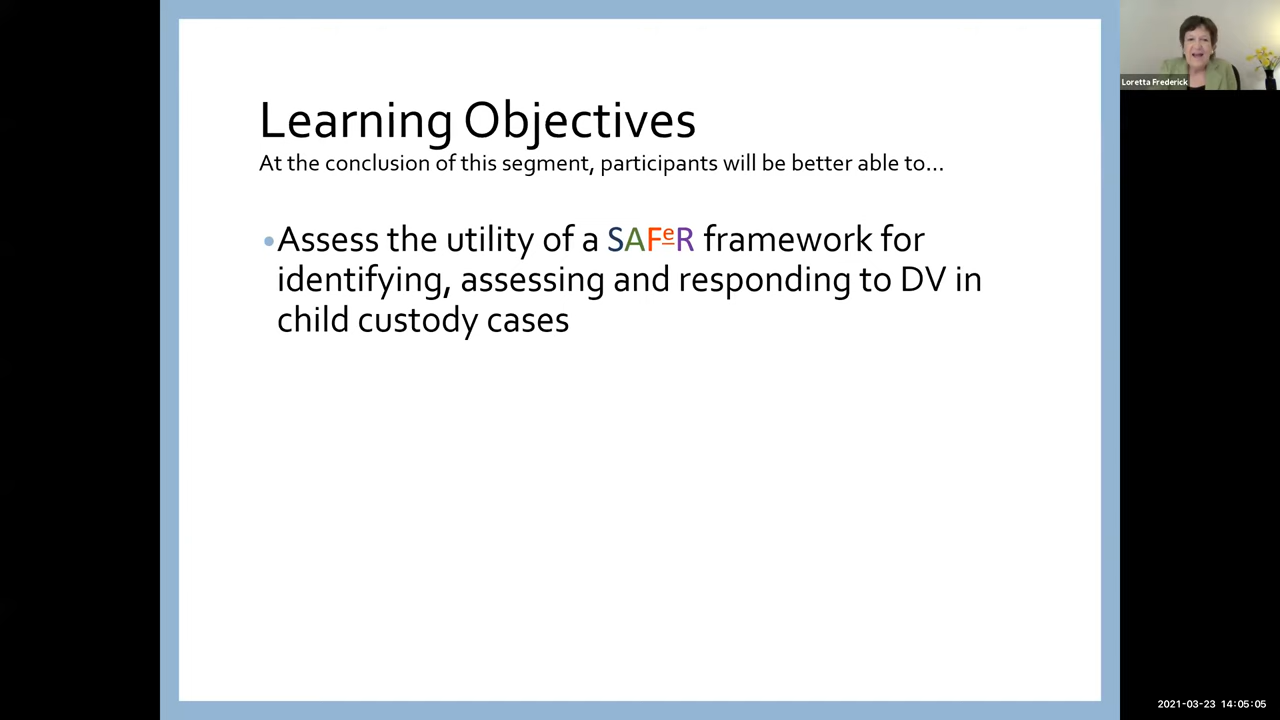 Learning Objectives
At the conclusion of this segment, participants will be better able to...
•Assess the utility of a SAFeR framework for
identifying, assessing and responding to DV in
child custody cases
Loretta Frederick
2021-03-23 14:05:05